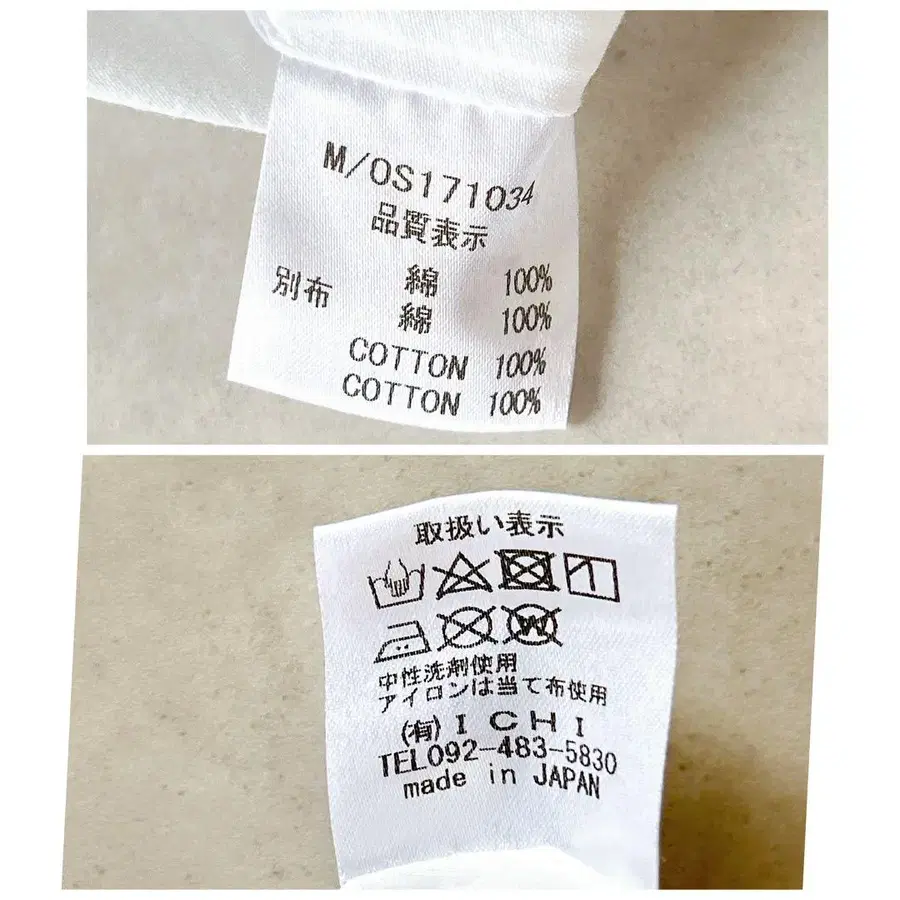 M/OS171034
品質表示
綿 100%
別布 綿 100%
COTTON 100%
COTTON 100%
取扱い表示
W
中性洗剤使用
アイロンは当て布使用
(有)ICHI
TEL092-483-5830
made in JAPAN